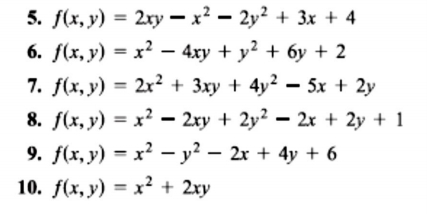 5. f(x, y) = 2xy − x² − 2y² + 3x + 4
6. f(x, y) = x² − 4xy + y² + 6y + 2
7. f(x, y) = 2x² + 3xy + 4y² − 5x + 2y
8. f(x, y) = x² − 2xy + 2y² − 2x + 2y + 1
9. f(x, y) = x² − y² − 2x + 4y + 6
10. f(x, y) = x² + 2xy